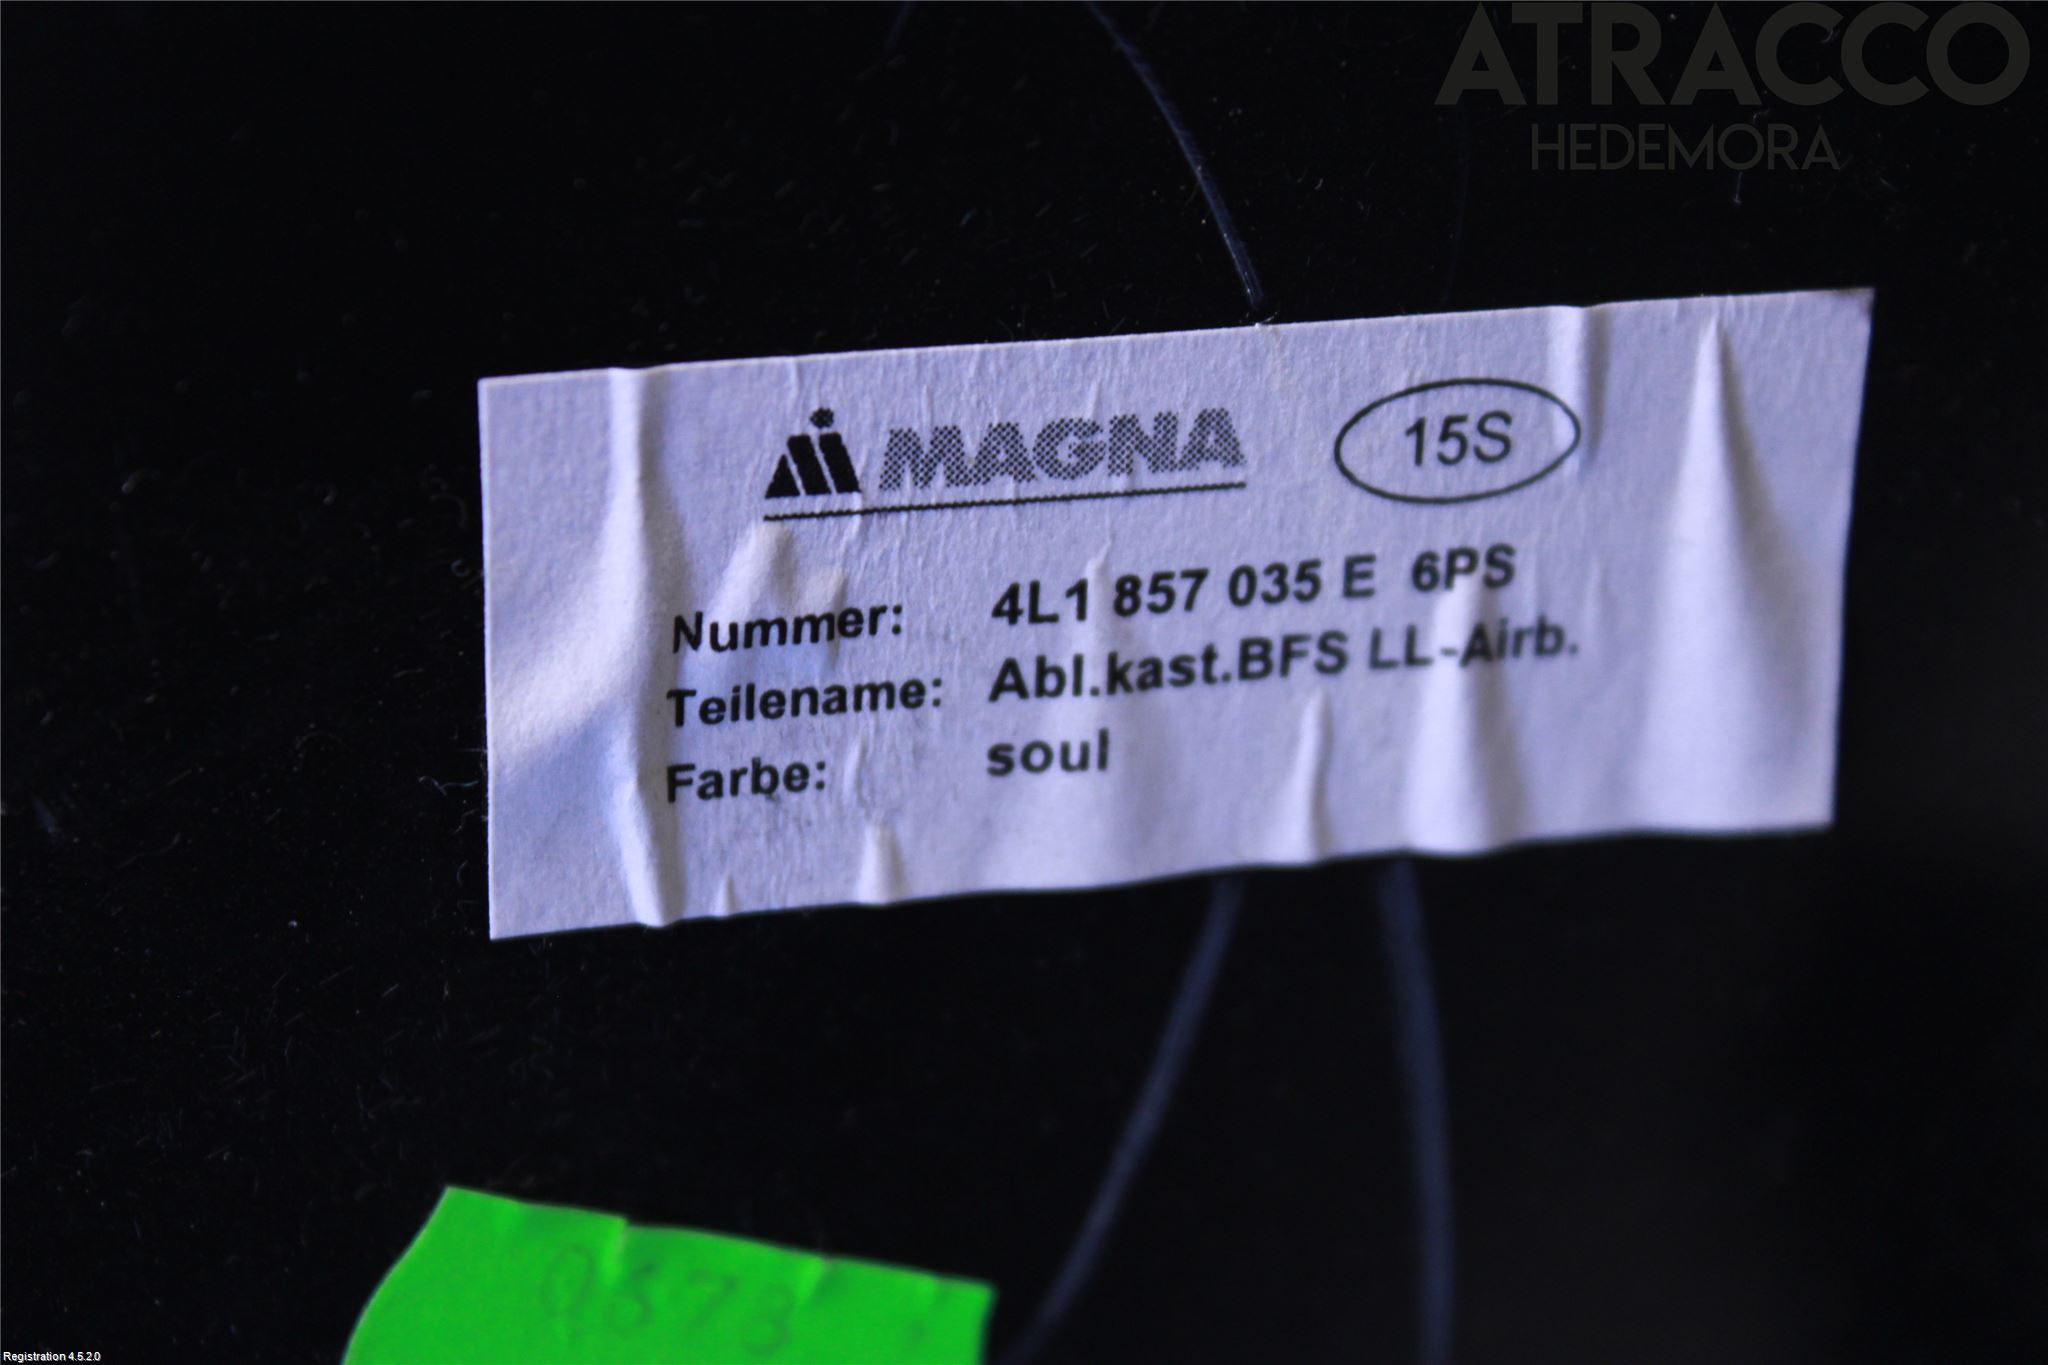 ATRACCO
HEDEMORA
MAGNA 15S
Nummer: 4L1 857 035 E 6PS
Teilename: Abl.kast.BFS LL-Airb.
Farbe: soul
0673
Registration 4.5.2.0